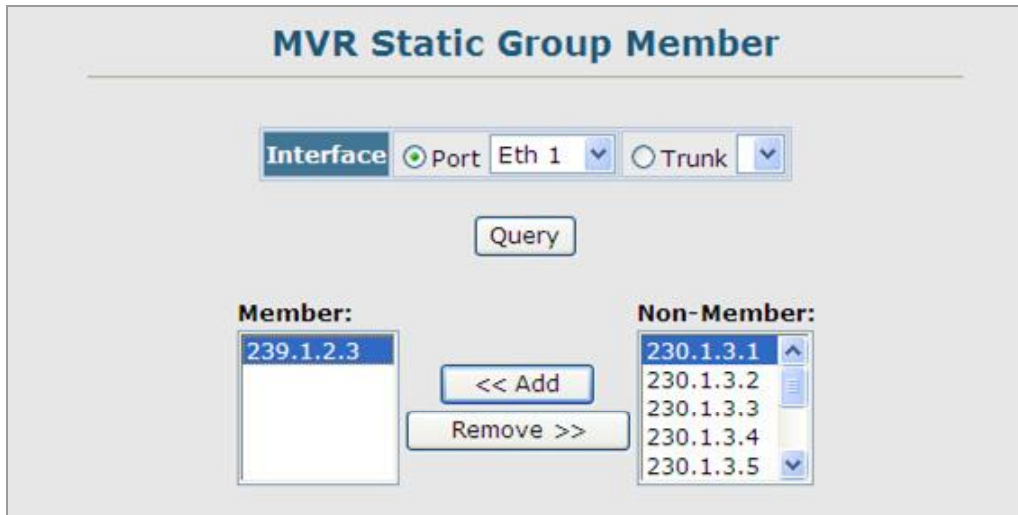 MVR Static Group Member
Interface Port Eth 1 Trunk
Query
Member: Non-Member:
239.1.2.3 230.1.3.1
<< Add 230.1.3.2
230.1.3.3
Remove >> 230.1.3.4
230.1.3.5